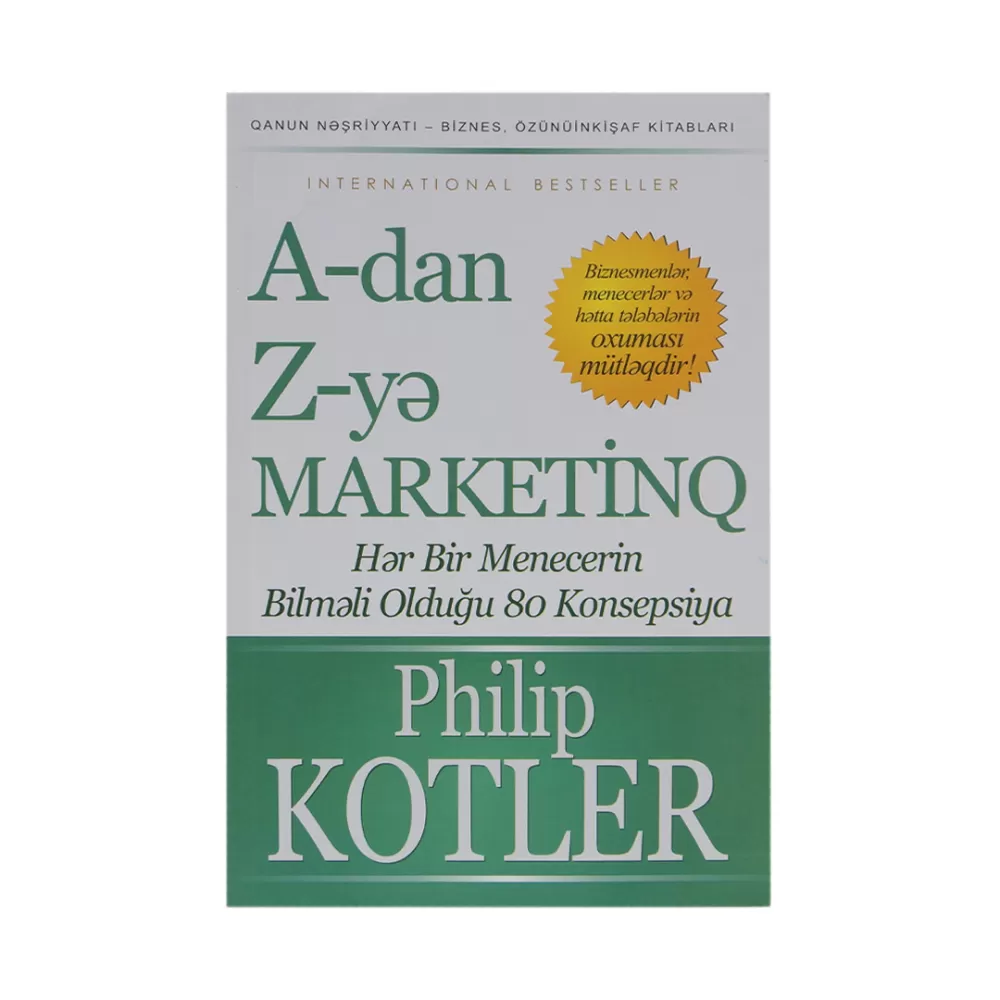 QANUN NƏŞRİYYATI – BİZNES, ÖZÜNÜİNKİŞAF KİTABLARI
INTERNATIONAL BESTSELLER
A-dan
Z-yə
MARKETİNQ
Biznesmenlər,
menecerlər və
hətta tələbələrin
oxuması
mütləqdir!
Hər Bir Menecerin
Bilməli Olduğu 80 Konsepsiya
Philip
KOTLER